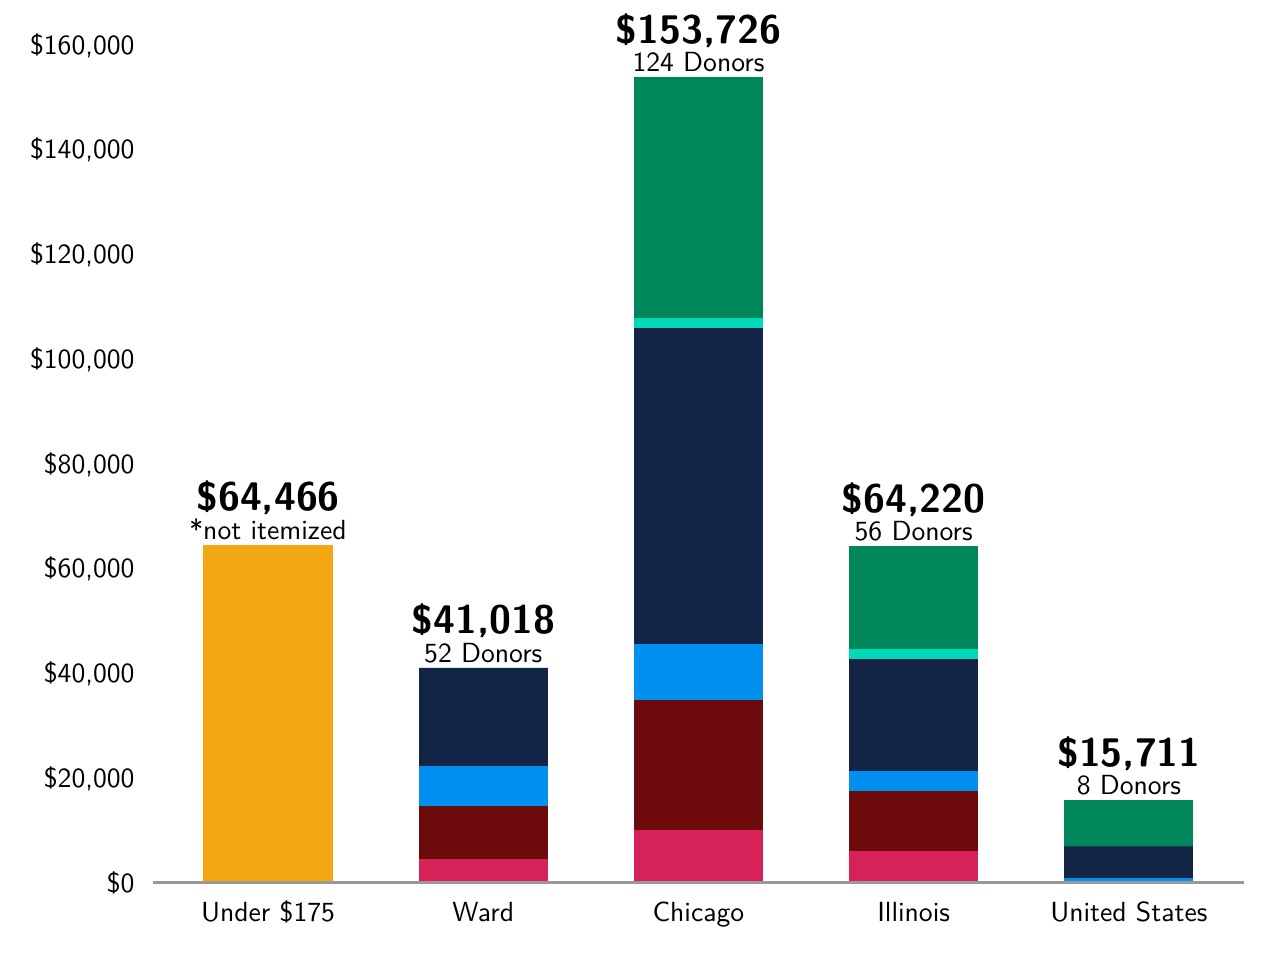 $153,726
124 Donors
$160,000
$140,000
$120,000
$100,000
$80,000
$64,466
*not itemized
$64,220
56 Donors
$60,000
$41,018
52 Donors
$40,000
$15,711
8 Donors
$20,000
$0
Under $175
Ward
Chicago
Illinois
United States